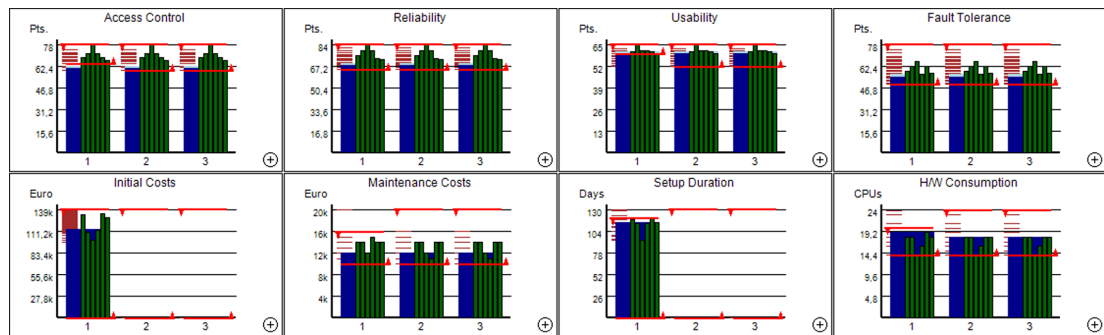 Access Control
Pts.
78
62,4
46,8
31,2
15,6
1 2 3
Reliability
Pts.
84
67,2
50,4
33,6
16,8
1 2 3
Usability
Pts.
65
52
39
26
13
1 2 3
Fault Tolerance
Pts.
78
62,4
46,8
31,2
15,6
1 2 3
Initial Costs
Euro
139k
111,2k
83,4k
55,6k
27,8k
1 2 3
Maintenance Costs
Euro
20k
16k
12k
8k
4k
1 2 3
Setup Duration
Days
130
104
78
52
26
1 2 3
H/W Consumption
CPUs
24
19,2
14,4
9,6
4,8
1 2 3